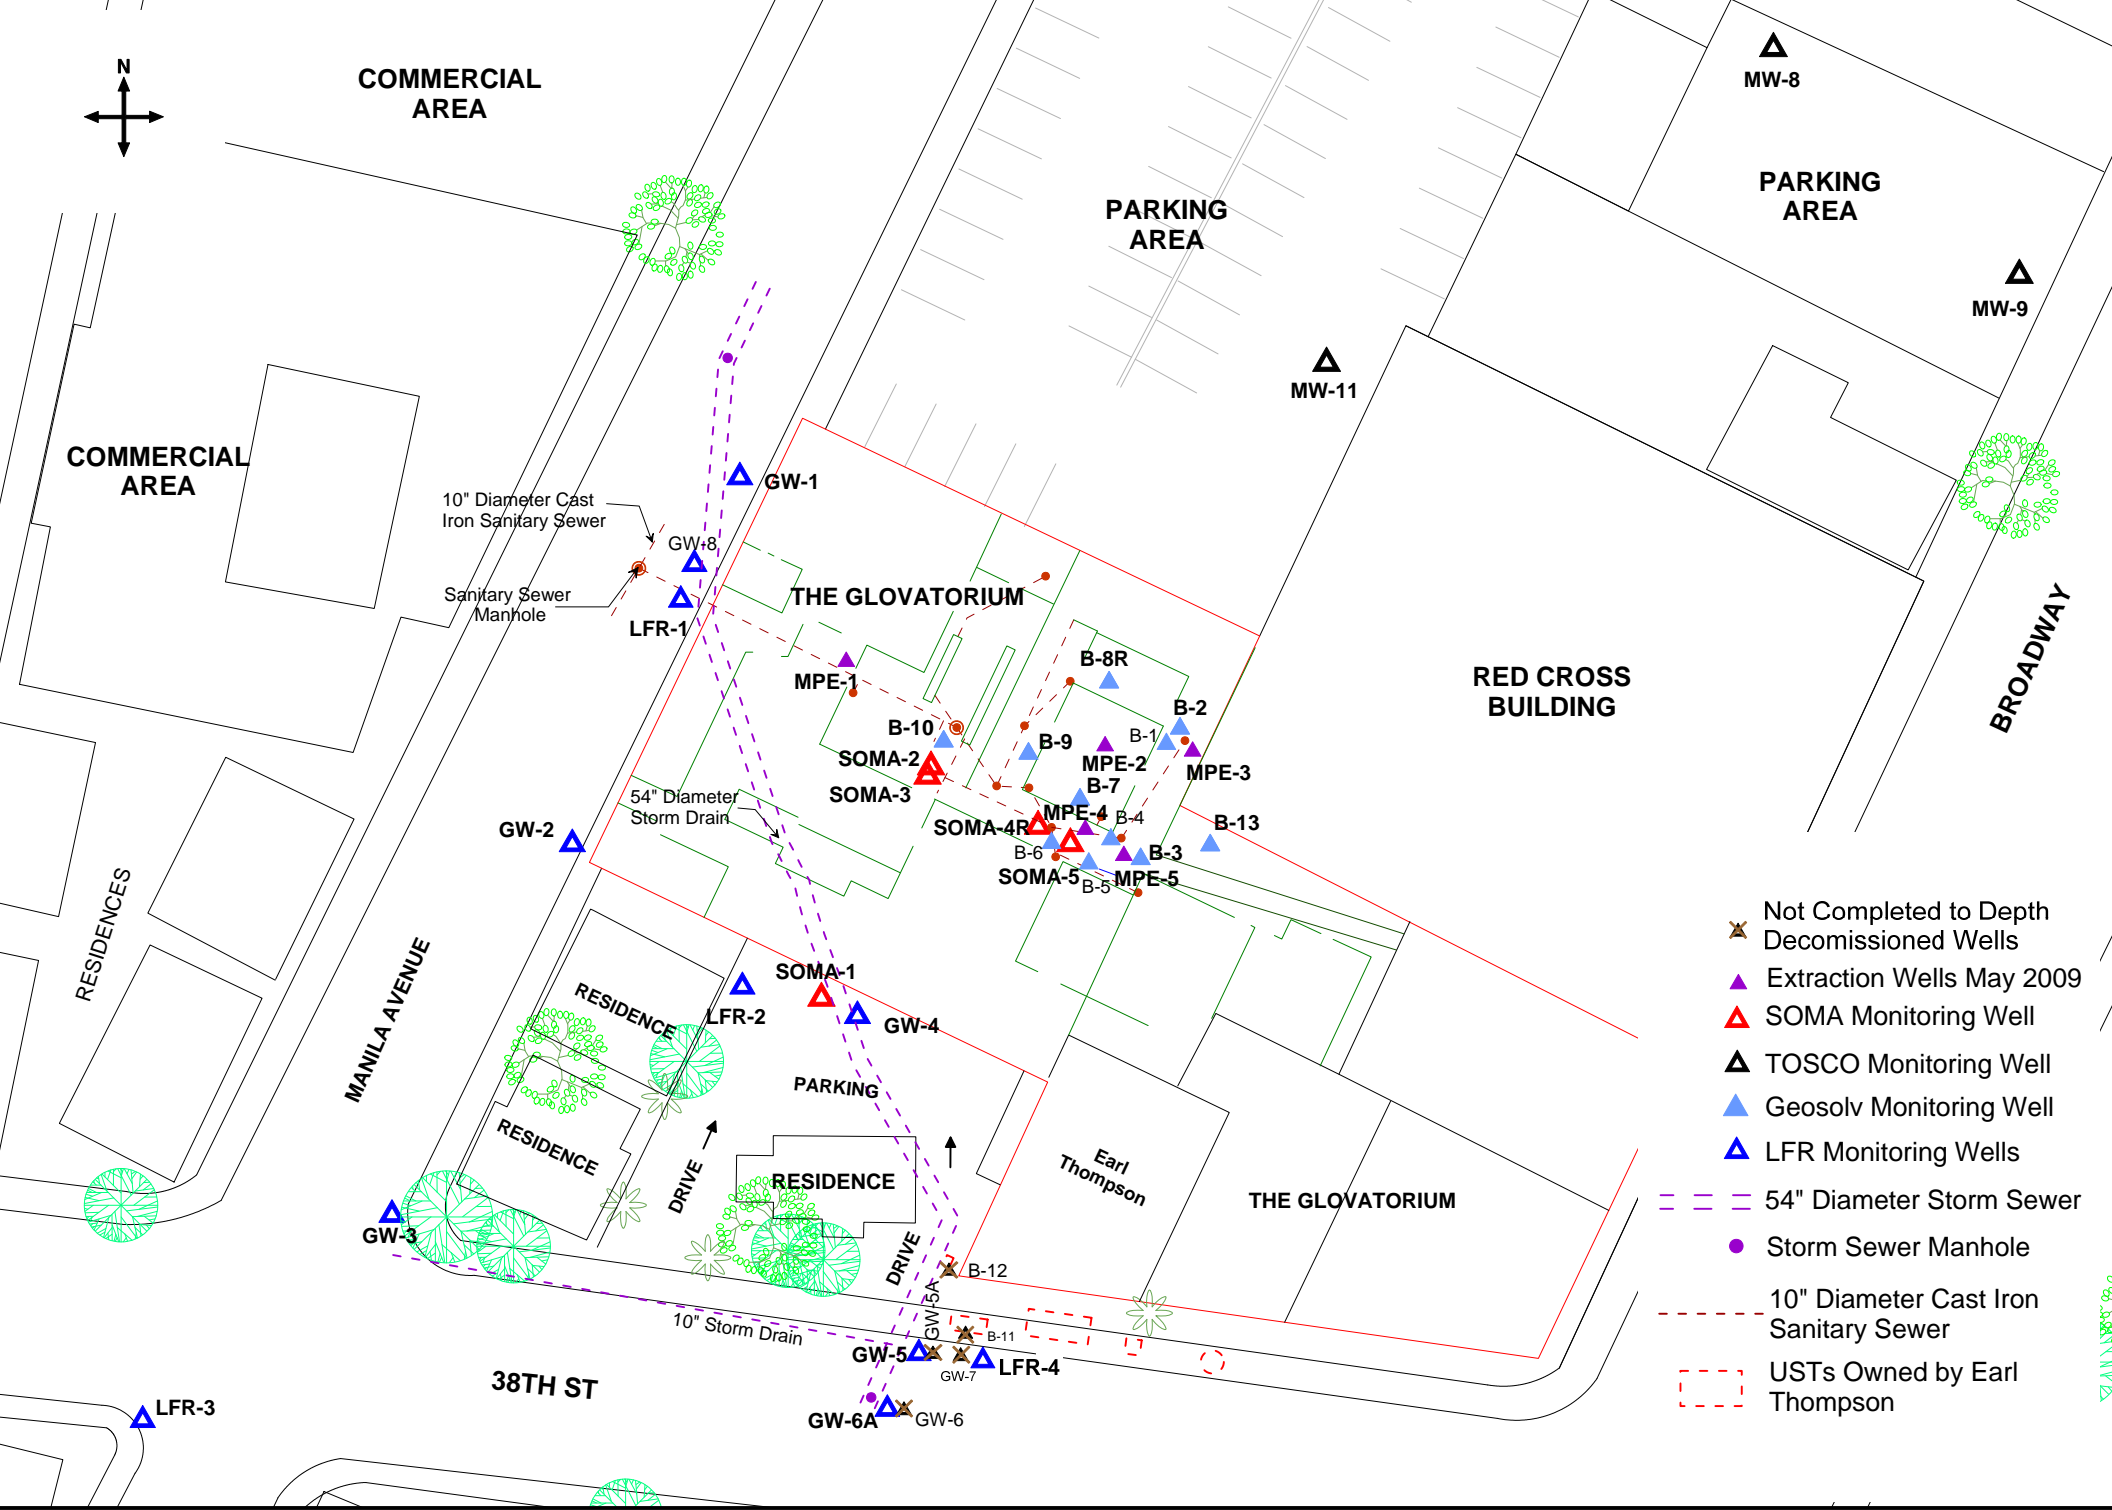 N
COMMERCIAL
AREA
MW-8
PARKING
AREA
PARKING
AREA
MW-9
MW-11
COMMERCIAL
AREA
GW-1
10" Diameter Cast
Iron Sanitary Sewer
GW-8
Sanitary Sewer
Manhole
THE GLOVATORIUM
LFR-1
BROADWAY
B-8R
MPE-1
RED CROSS
BUILDING
B-2
B-10
B-1
B-9
SOMA-2
MPE-2
MPE-3
B-7
SOMA-3
54" Diameter
Storm Drain
MPE-4
B-4
GW-2
SOMA-4R
B-13
B-6
B-3
SOMA-5
B-5
MPE-5
RESIDENCES
MANILA AVENUE
SOMA-1
RESIDENCE
LFR-2
GW-4
PARKING
RESIDENCE
DRIVE
RESIDENCE
Earl
Thompson
THE GLOVATORIUM
GW-3
DRIVE
B-12
GW-5A
10" Storm Drain
B-11
GW-5
LFR-4
GW-7
38TH ST
LFR-3
GW-6A
GW-6
Not Completed to Depth
Decomissioned Wells
Extraction Wells May 2009
SOMA Monitoring Well
TOSCO Monitoring Well
Geosolv Monitoring Well
LFR Monitoring Wells
54" Diameter Storm Sewer
Storm Sewer Manhole
10" Diameter Cast Iron
Sanitary Sewer
USTs Owned by Earl
Thompson